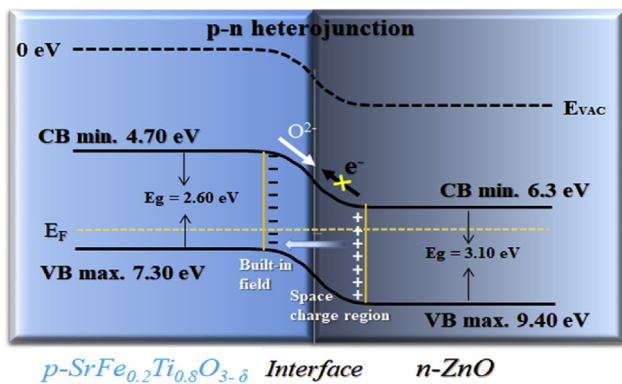 p-n heterojunction
0 eV
E_VAC
CB min. 4.70 eV
O²⁻
e⁻
CB min. 6.3 eV
Eg = 2.60 eV
E_F
Eg = 3.10 eV
VB max. 7.30 eV
Built-in
field
Space
charge region
VB max. 9.40 eV
p-SrFe₀.₂Ti₀.₈O₃₋δ Interface n-ZnO